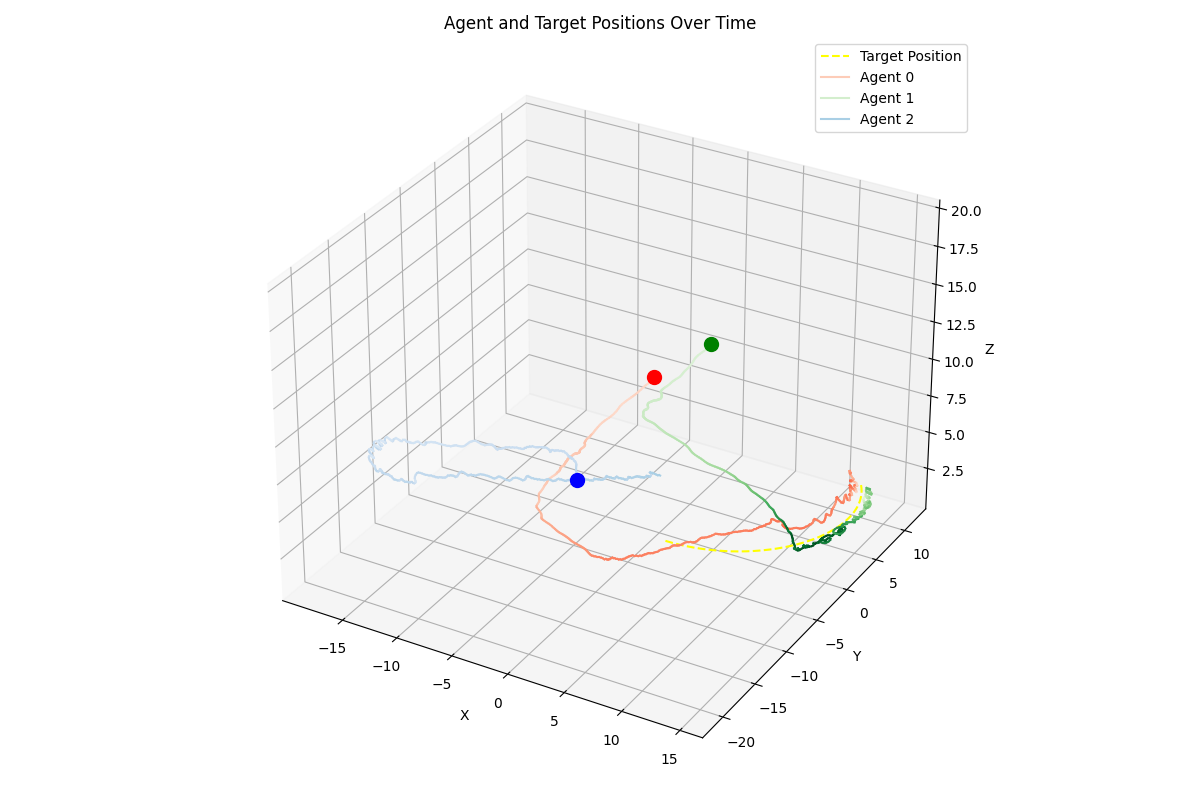 Agent and Target Positions Over Time
Target Position
Agent 0
Agent 1
Agent 2
20.0
17.5
15.0
12.5
10.0
7.5
5.0
2.5
Z
10
5
0
−5
−10
−15
−20
Y
−15
−10
−5
0
5
10
15
X